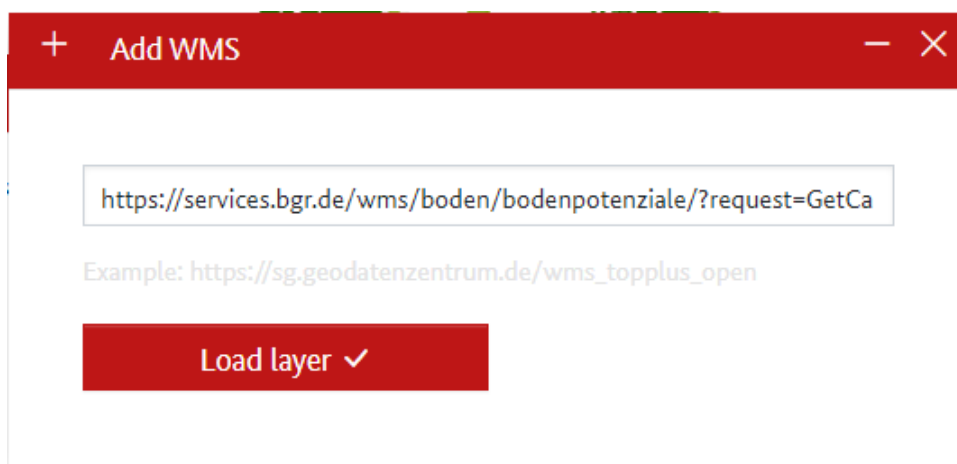 Add WMS
https://services.bgr.de/wms/boden/bodenpotenziale/?request=GetCa
Example: https://sg.geodatenzentrum.de/wms_topplus_open
Load layer